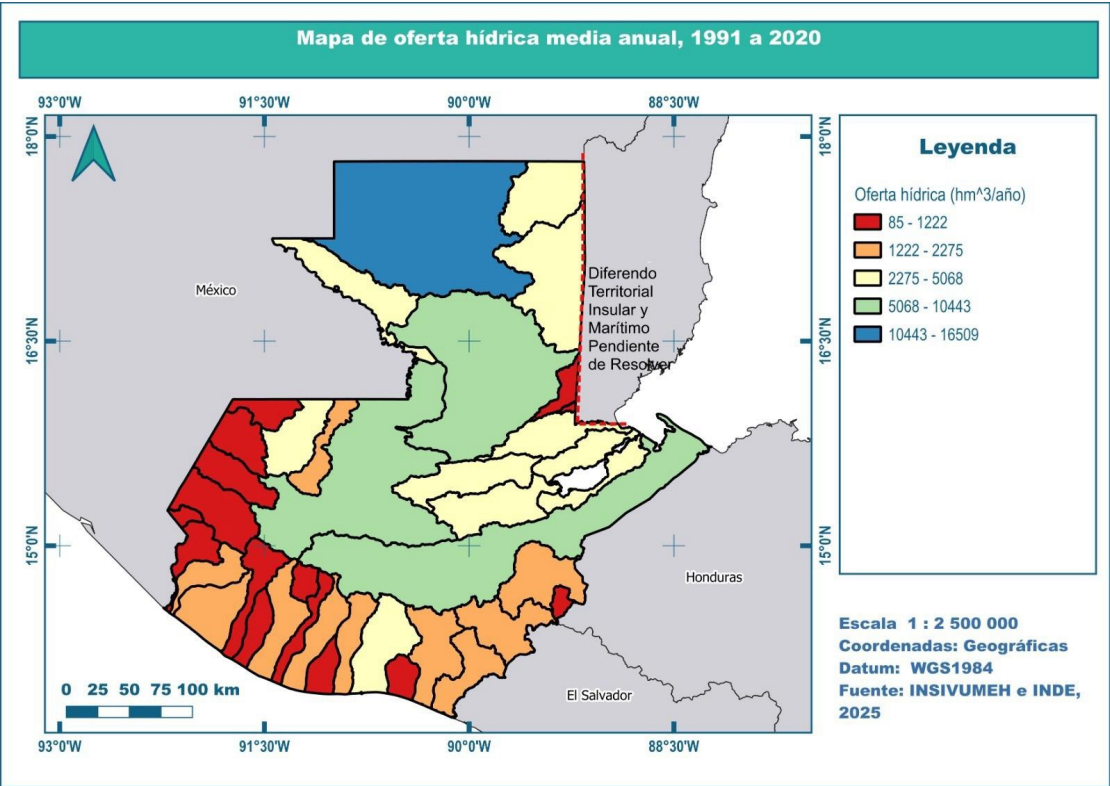 Mapa de oferta hídrica media anual, 1991 a 2020
93°0'W 91°30'W 90°0'W 88°30'W
18°0'N 18°0'N
Leyenda
Oferta hídrica (hm^3/año)
85 - 1222
1222 - 2275
2275 - 5068
5068 - 10443
10443 - 16509
México
Diferendo
Territorial
Insular y
Marítimo
Pendiente
de Resolver
16°30'N 16°30'N
15°0'N 15°0'N
Honduras
El Salvador
0 25 50 75 100 km
93°0'W 91°30'W 90°0'W 88°30'W
Escala 1 : 2 500 000
Coordenadas: Geográficas
Datum: WGS1984
Fuente: INSIVUMEH e INDE,
2025